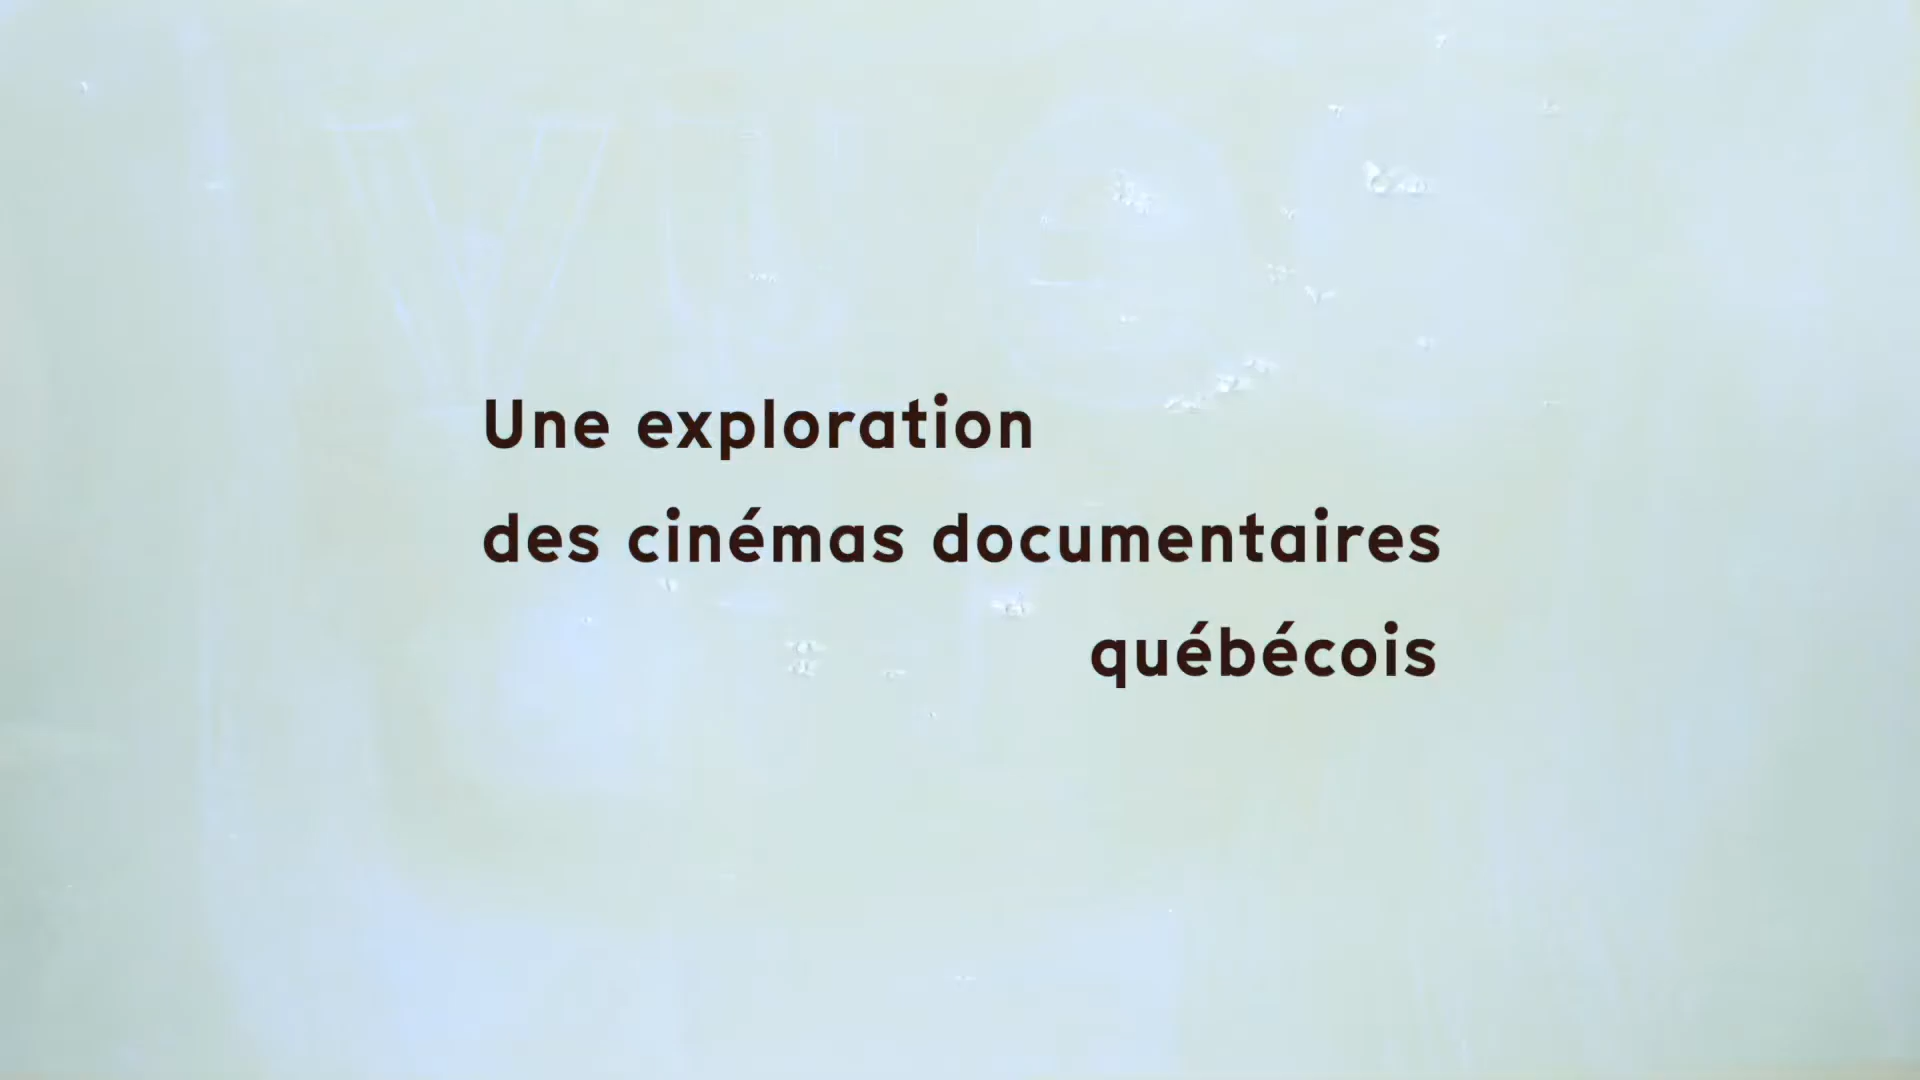 Une exploration
des cinémas documentaires
québécois